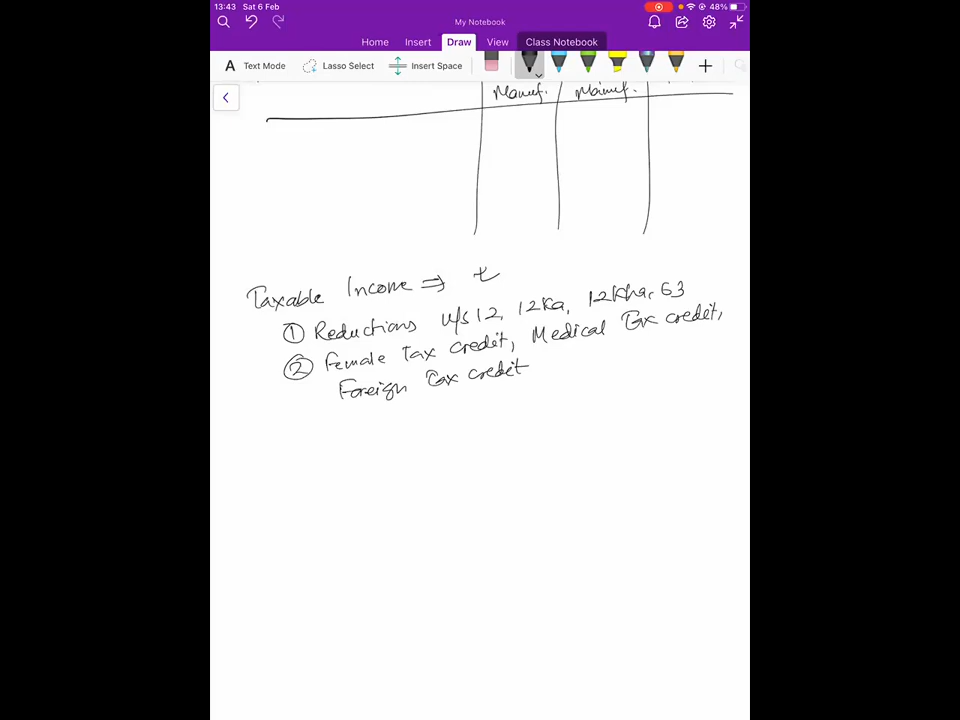 13:43 Sat 6 Feb
48%
My Notebook
Home Insert Draw View Class Notebook
A Text Mode Lasso Select Insert Space
Manuf. Manuf.
Taxable Income ⇒ t
① Reductions u/s 12, 12Ka, 12Kha, 63
② Female Tax credit, Medical Tax credit,
Foreign Tax credit